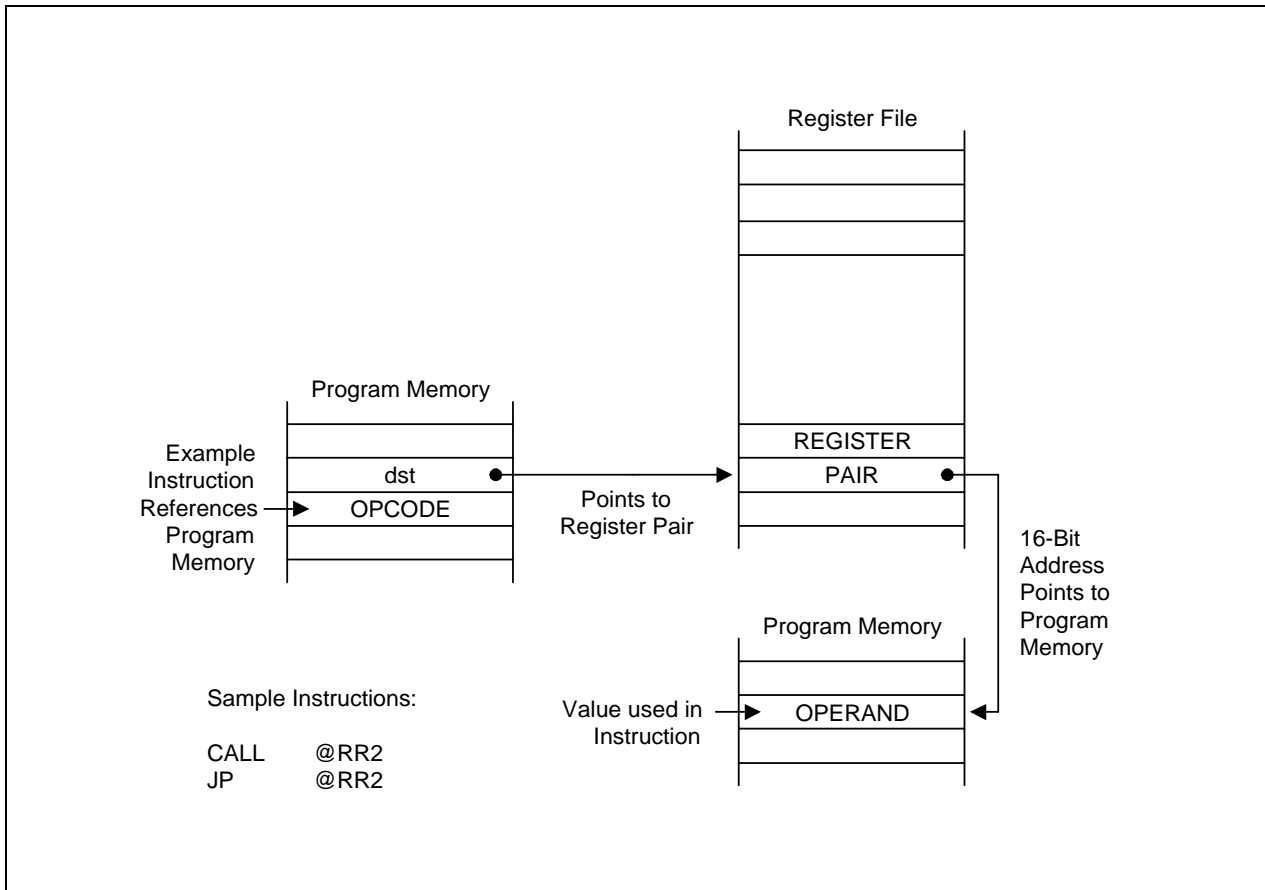 Register File
Program Memory
Example
Instruction
References
Program
Memory
dst
OPCODE
Points to
Register Pair
REGISTER
PAIR
16-Bit
Address
Points to
Program
Memory
Program Memory
Value used in
Instruction
OPERAND
Sample Instructions:
CALL @RR2
JP @RR2